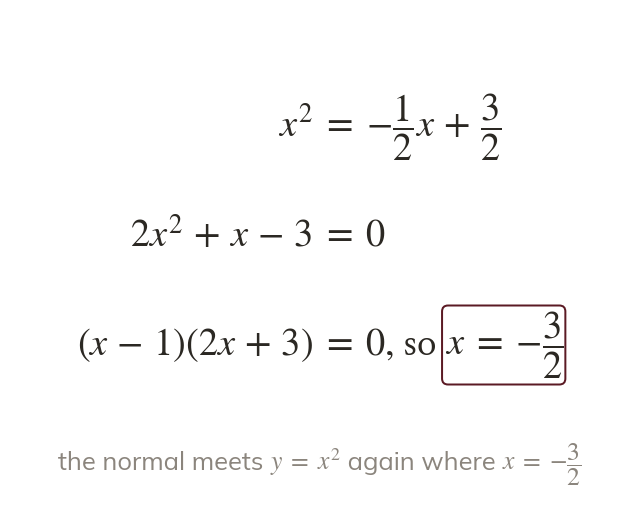 x² = −1/2 x + 3/2
2x² + x − 3 = 0
(x − 1)(2x + 3) = 0, so x = −3/2
the normal meets y = x² again where x = −3/2